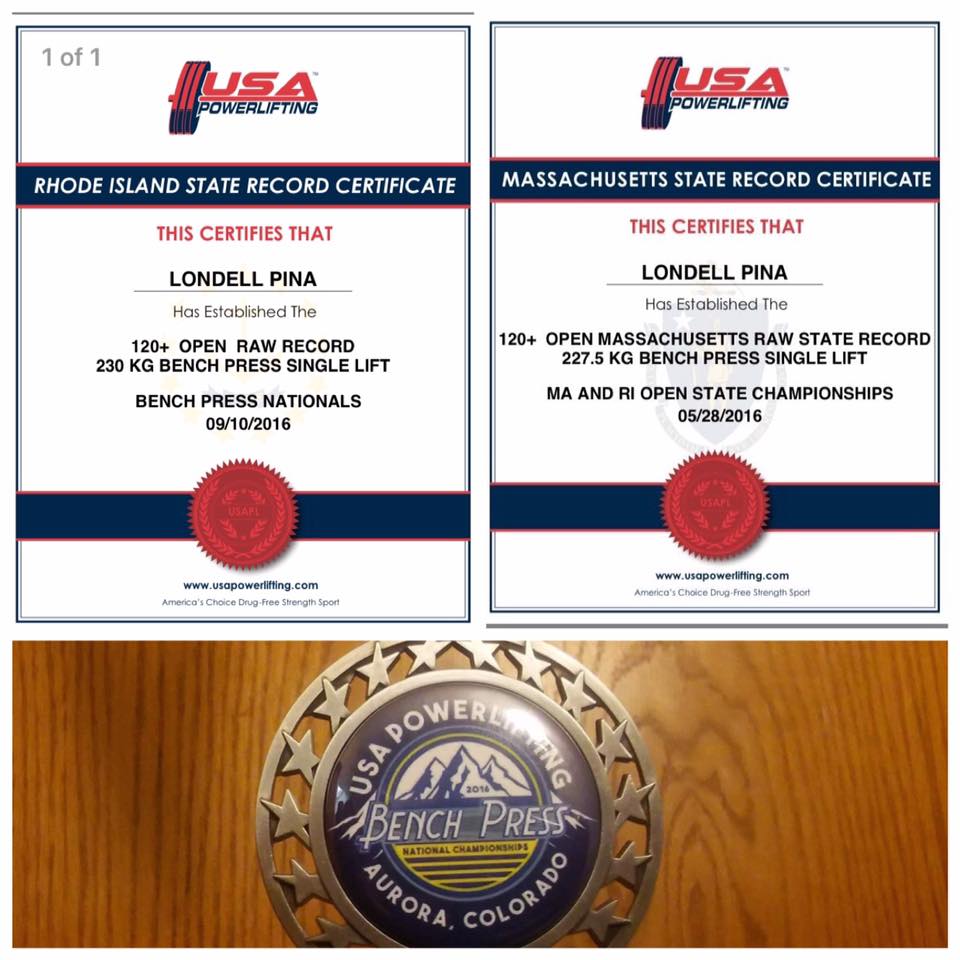 1 of 1
USA
POWERLIFTING
RHODE ISLAND STATE RECORD CERTIFICATE
THIS CERTIFIES THAT
LONDELL PINA
Has Established The
120+ OPEN RAW RECORD
230 KG BENCH PRESS SINGLE LIFT
BENCH PRESS NATIONALS
09/10/2016
USAPL
www.usapowerlifting.com
America's Choice Drug-Free Strength Sport
USA
POWERLIFTING
MASSACHUSETTS STATE RECORD CERTIFICATE
THIS CERTIFIES THAT
LONDELL PINA
Has Established The
120+ OPEN MASSACHUSETTS RAW STATE RECORD
227.5 KG BENCH PRESS SINGLE LIFT
MA AND RI OPEN STATE CHAMPIONSHIPS
05/28/2016
USAPL
www.usapowerlifting.com
America's Choice Drug-Free Strength Sport
USA POWERLIFTING
2016
BENCH PRESS
NATIONAL CHAMPIONSHIPS
AURORA, COLORADO